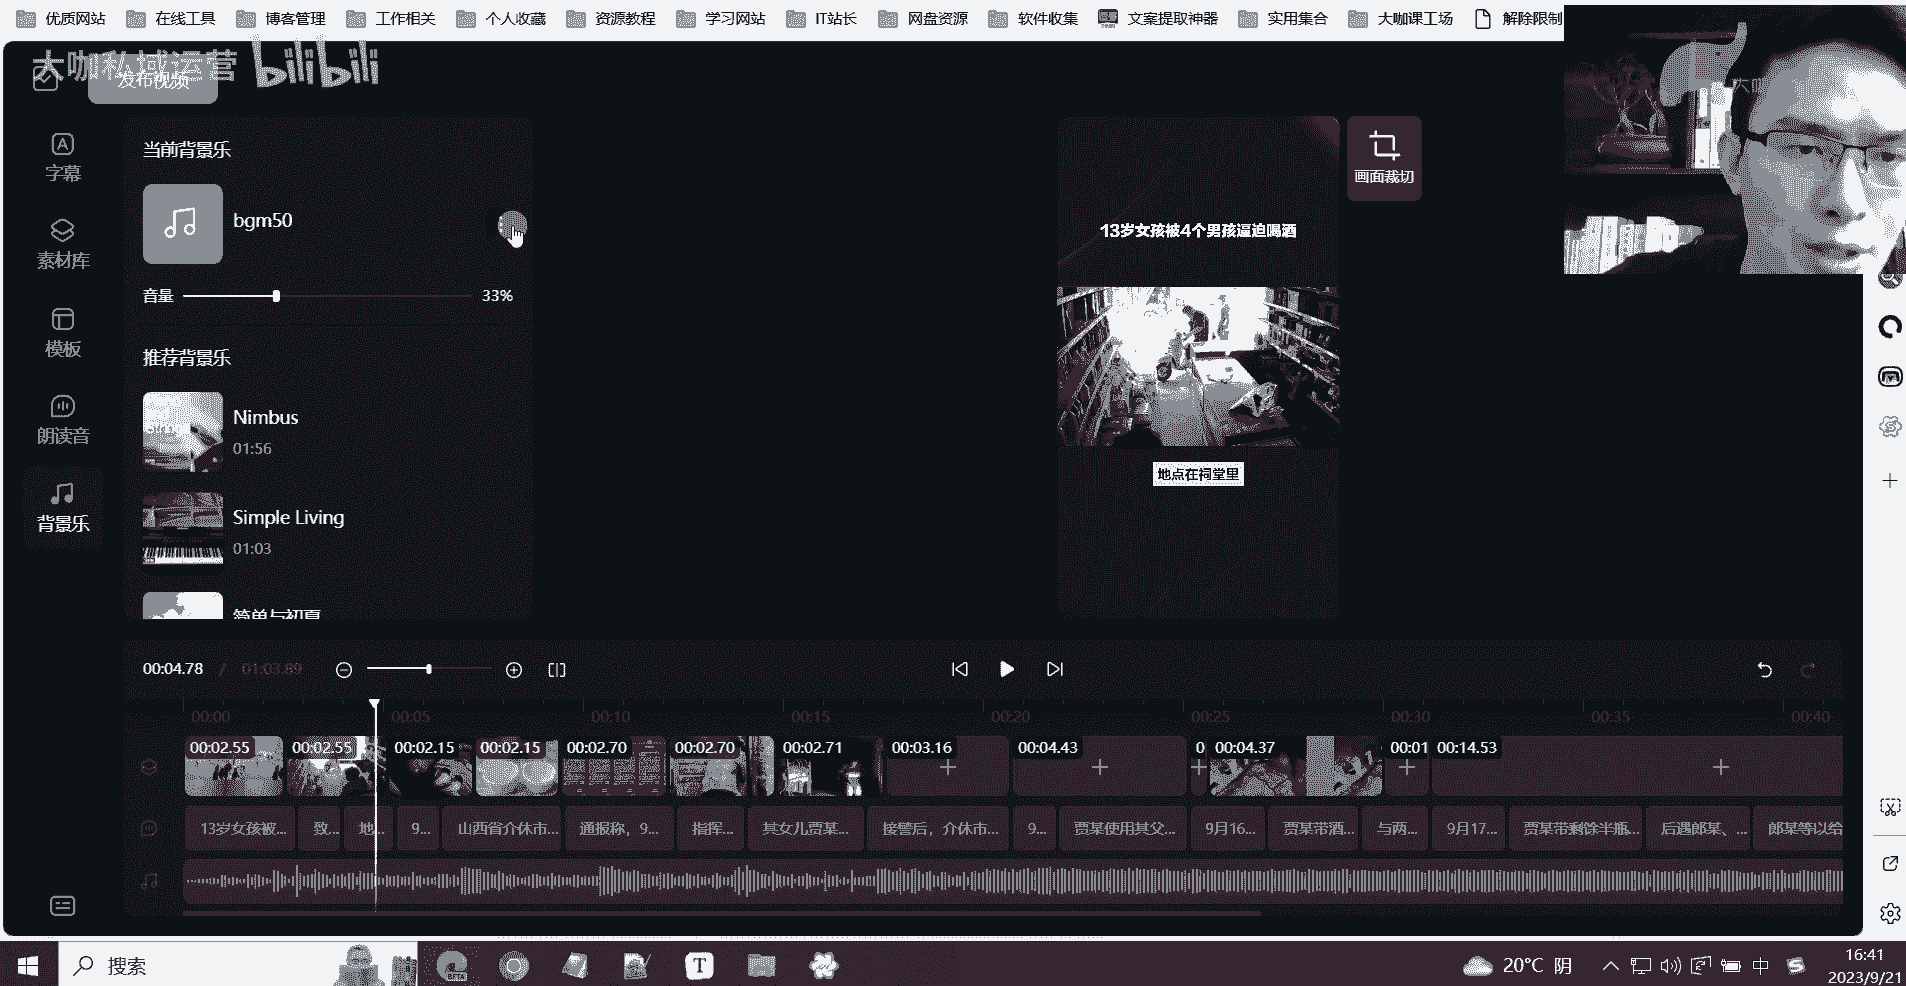 优质网站 在线工具 博客管理 工作相关 个人收藏 资源教程 学习网站 IT站长 网盘资源 软件收集 文案提取神器 实用集合 大咖课工场 解除限制
大咖私域运营 bilibili
发布视频
字幕
素材库
模板
朗读音
背景乐
当前背景乐
bgm50
音量 33%
推荐背景乐
Nimbus
01:56
Simple Living
01:03
简单与初夏
画面裁切
13岁女孩被4个男孩逼迫喝酒
地点在祠堂里
00:04.78 / 01:03.89
00:00 00:05 00:10 00:15 00:20 00:25 00:30 00:35 00:40
00:02.55 00:02.55 00:02.15 00:02.15 00:02.70 00:02.70 00:02.71 00:03.16 00:04.43 0 00:04.37 00:01 00:14.53
13岁女孩被... 致... 地... 9... 山西省介休市... 通报称，9... 指挥... 其女儿贾某... 接警后，介休市... 9... 贾某使用其父... 9月16... 贾某带酒... 与两... 9月17... 贾某带剩馀半瓶... 后遇郎某、... 郎某等以给
搜索
BETA
T
20°C 阴
中
S
16:41
2023/9/21